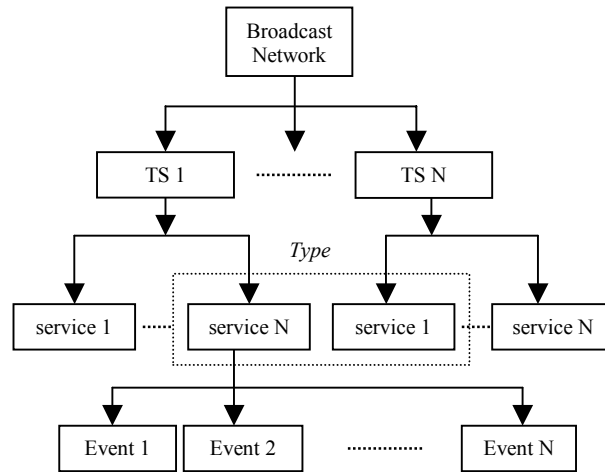 Broadcast
Network
TS 1
TS N
Type
service 1
service N
service 1
service N
Event 1
Event 2
Event N